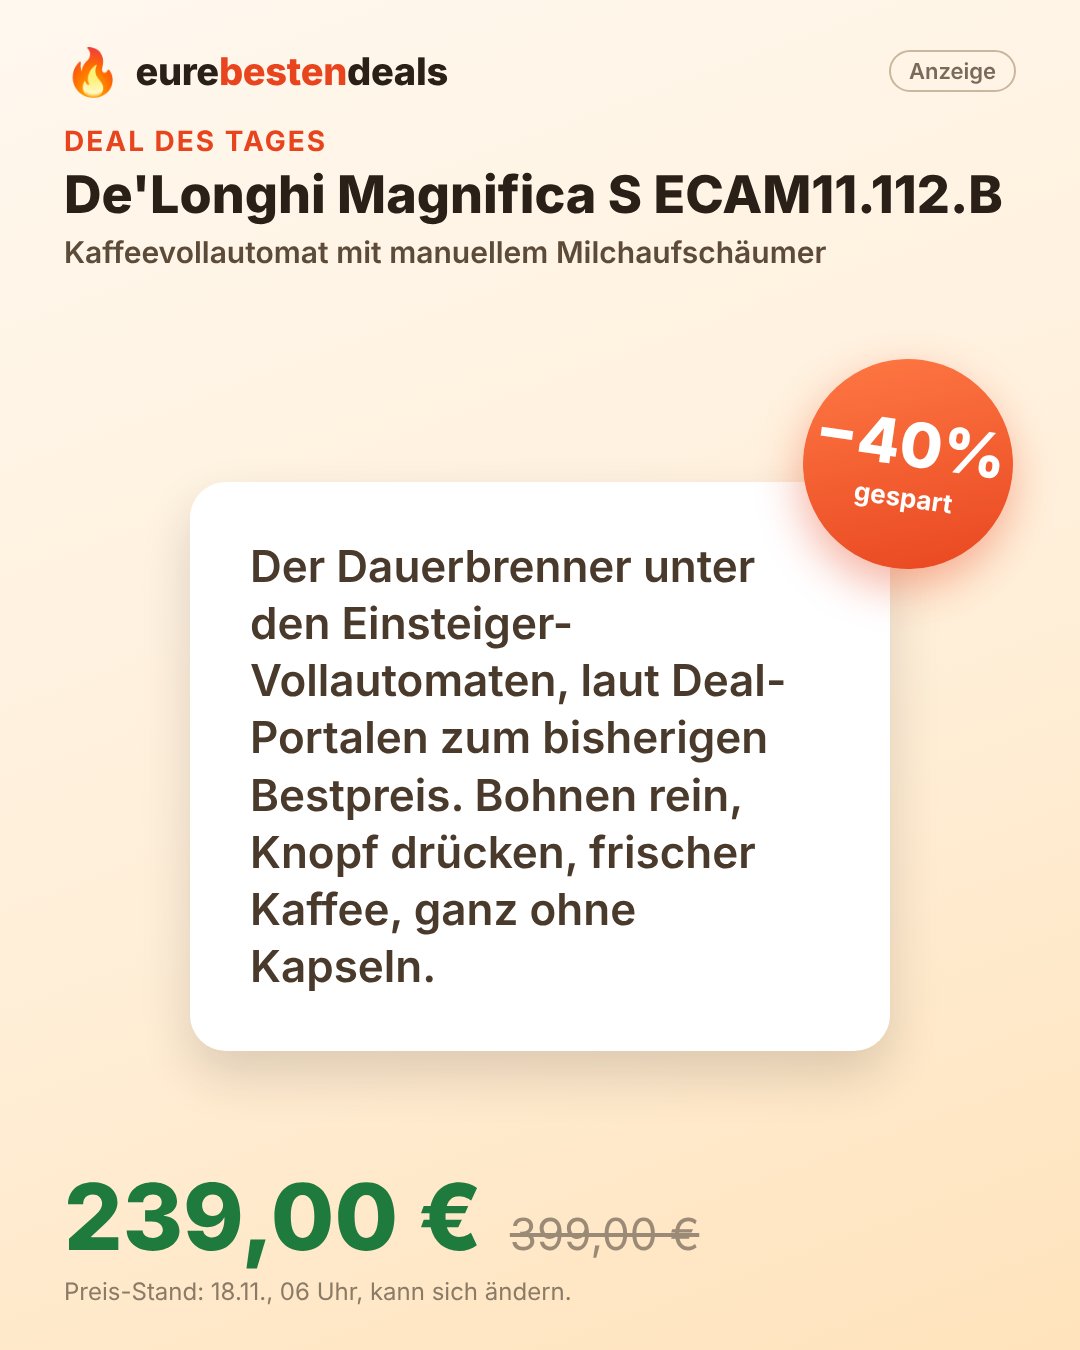 eurebestendeals
Anzeige
DEAL DES TAGES
De'Longhi Magnifica S ECAM11.112.B
Kaffeevollautomat mit manuellem Milchaufschäumer
−40%
gespart
Der Dauerbrenner unter
den Einsteiger-
Vollautomaten, laut Deal-
Portalen zum bisherigen
Bestpreis. Bohnen rein,
Knopf drücken, frischer
Kaffee, ganz ohne
Kapseln.
239,00 € 399,00 €
Preis-Stand: 18.11., 06 Uhr, kann sich ändern.